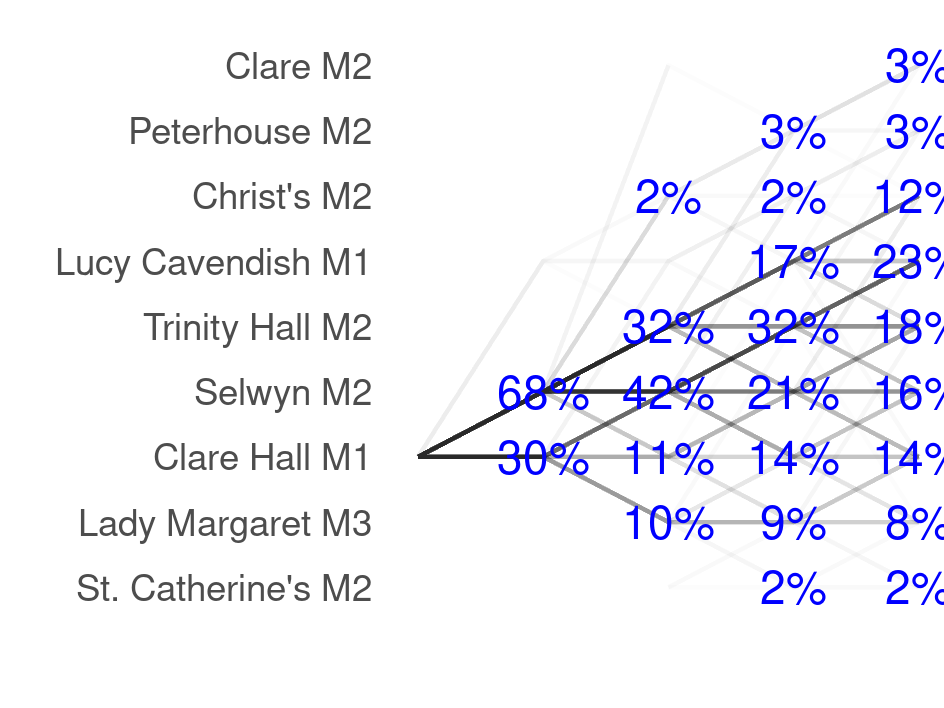 Clare M2 3%
Peterhouse M2 3% 3%
Christ's M2 2% 2% 12%
Lucy Cavendish M1 17% 23%
Trinity Hall M2 32% 32% 18%
Selwyn M2 68% 42% 21% 16%
Clare Hall M1 30% 11% 14% 14%
Lady Margaret M3 10% 9% 8%
St. Catherine's M2 2% 2%